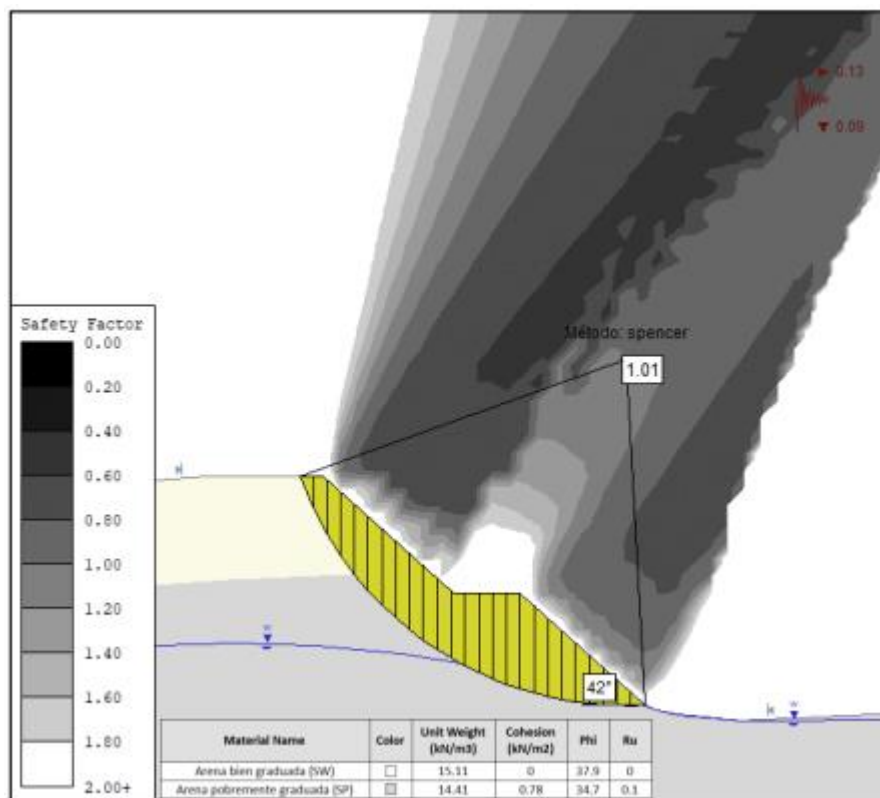 0.13
0.09
Safety Factor
0.00
0.20
0.40
0.60
0.80
1.00
1.20
1.40
1.60
1.80
2.00+
Método: spencer
1.01
W
W
42°
Material Name Color Unit Weight (kN/m3) Cohesion (kN/m2) Phi Ru
Arena bien graduada (SW) 15.11 0 37.9 0
Arena pobremente graduada (SP) 14.41 0.78 34.7 0.1